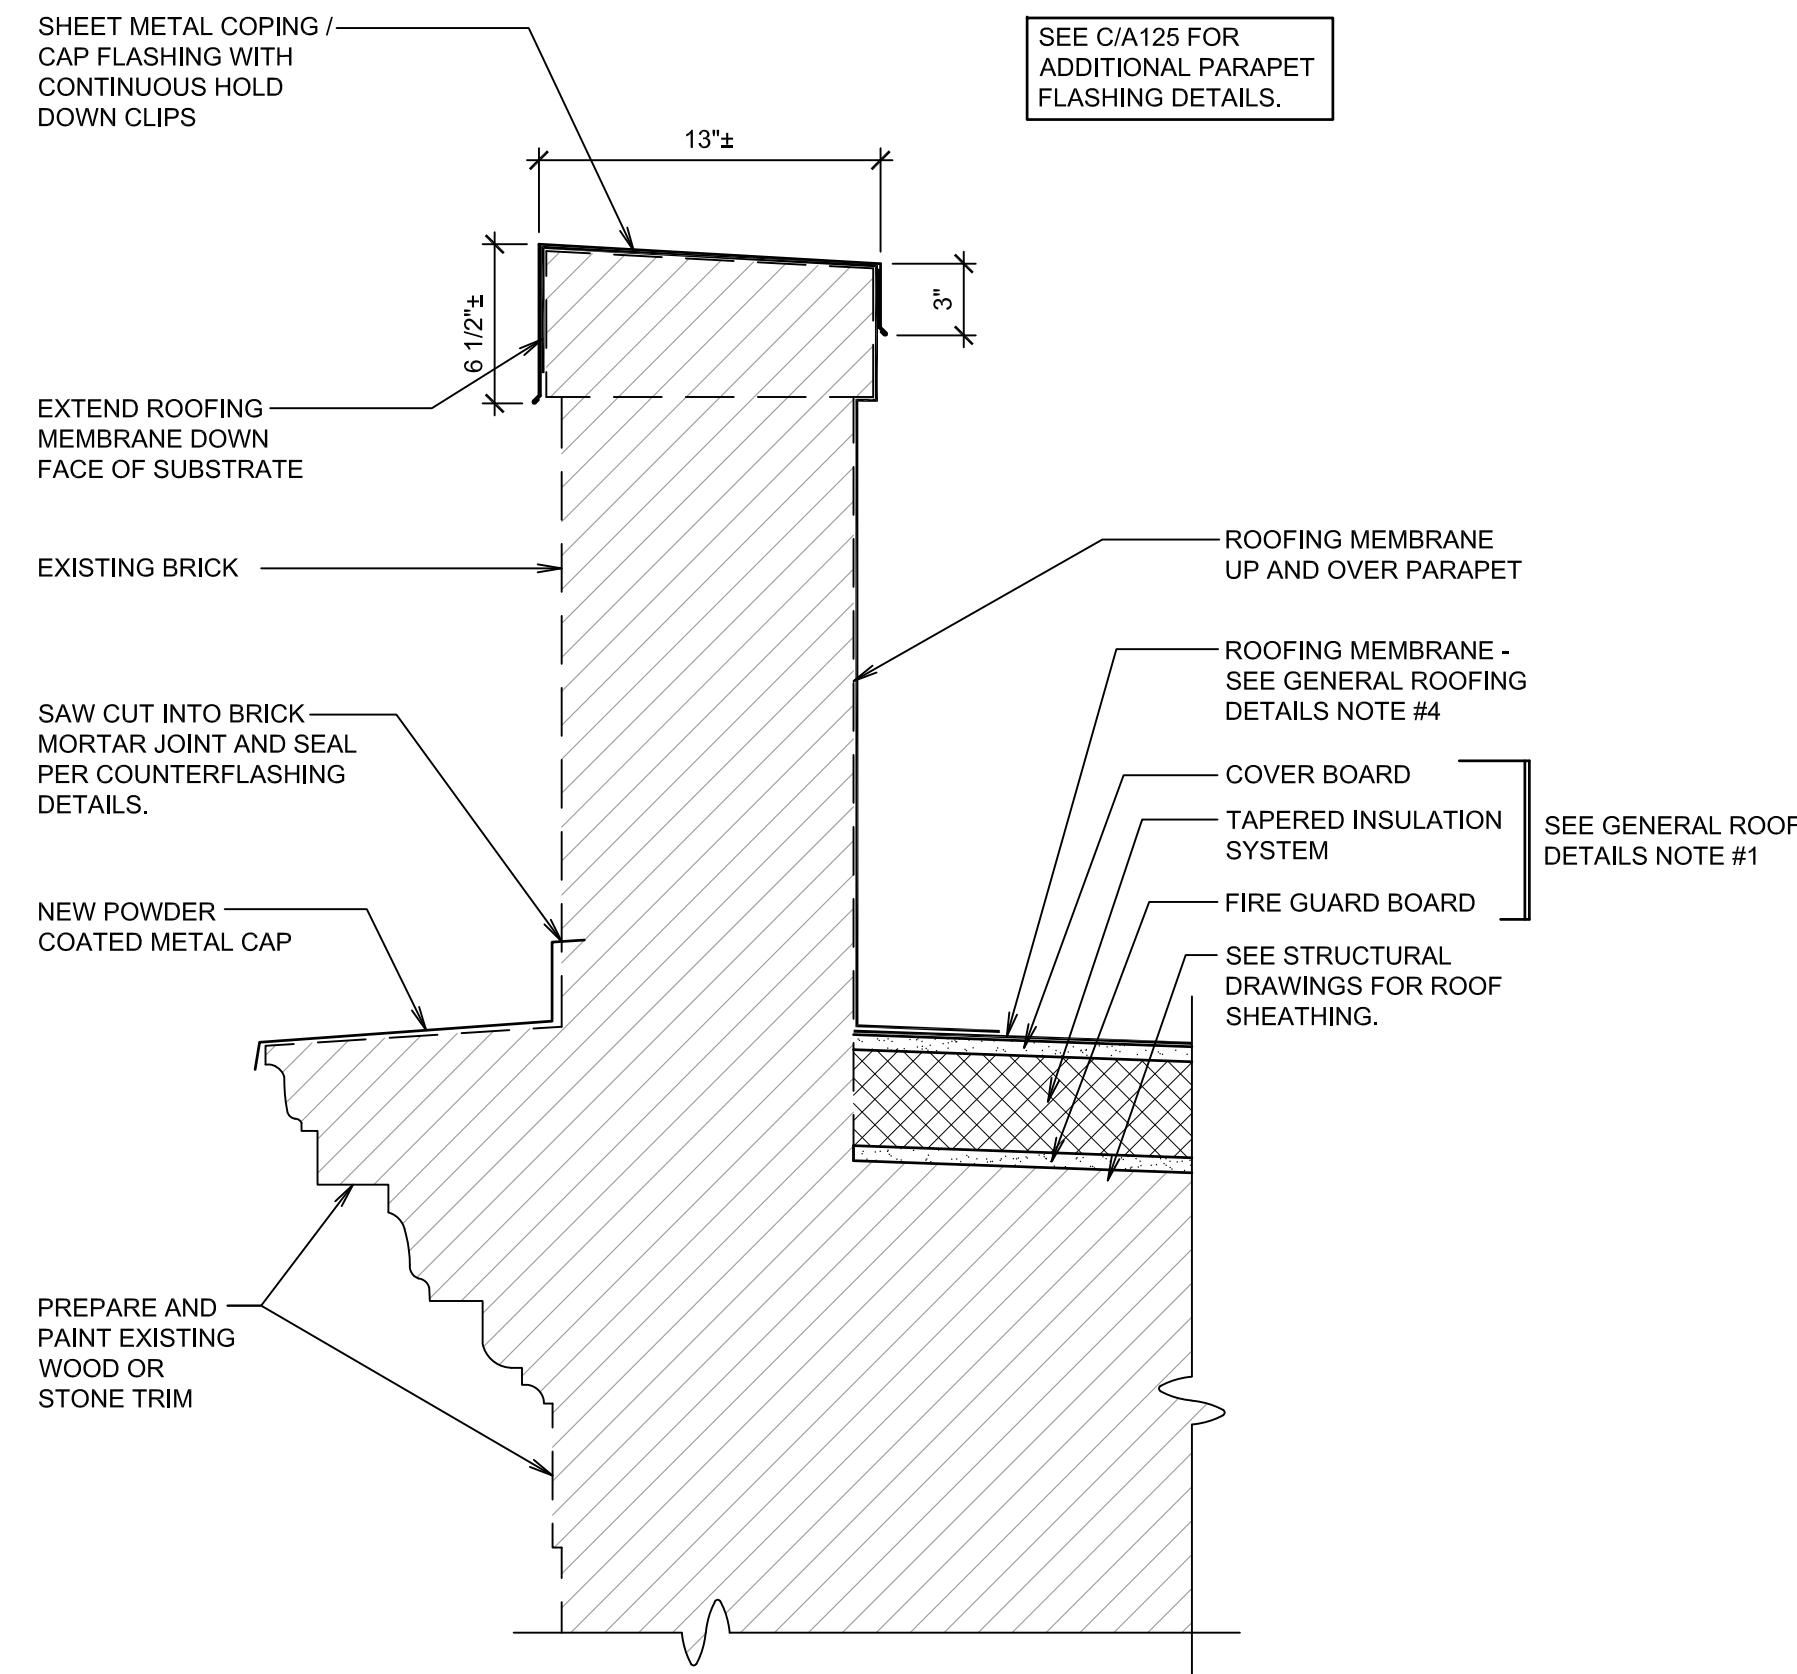 SHEET METAL COPING /
CAP FLASHING WITH
CONTINUOUS HOLD
DOWN CLIPS
SEE C/A125 FOR
ADDITIONAL PARAPET
FLASHING DETAILS.
13"±
6 1/2"±
3"
EXTEND ROOFING
MEMBRANE DOWN
FACE OF SUBSTRATE
EXISTING BRICK
SAW CUT INTO BRICK
MORTAR JOINT AND SEAL
PER COUNTERFLASHING
DETAILS.
NEW POWDER
COATED METAL CAP
PREPARE AND
PAINT EXISTING
WOOD OR
STONE TRIM
ROOFING MEMBRANE
UP AND OVER PARAPET
ROOFING MEMBRANE -
SEE GENERAL ROOFING
DETAILS NOTE #4
COVER BOARD
TAPERED INSULATION
SYSTEM
FIRE GUARD BOARD
SEE GENERAL ROOF
DETAILS NOTE #1
SEE STRUCTURAL
DRAWINGS FOR ROOF
SHEATHING.